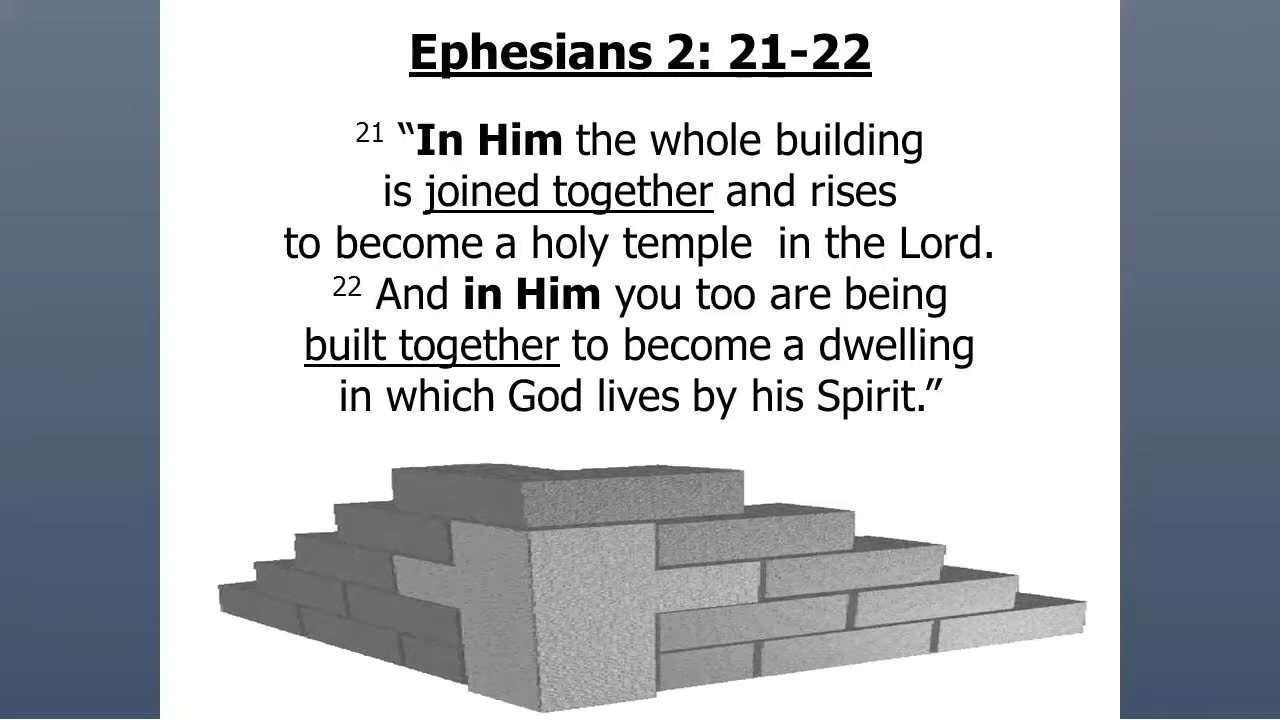 Ephesians 2: 21-22
21 “In Him the whole building
is joined together and rises
to become a holy temple  in the Lord.
22 And in Him you too are being
built together to become a dwelling
in which God lives by his Spirit.”